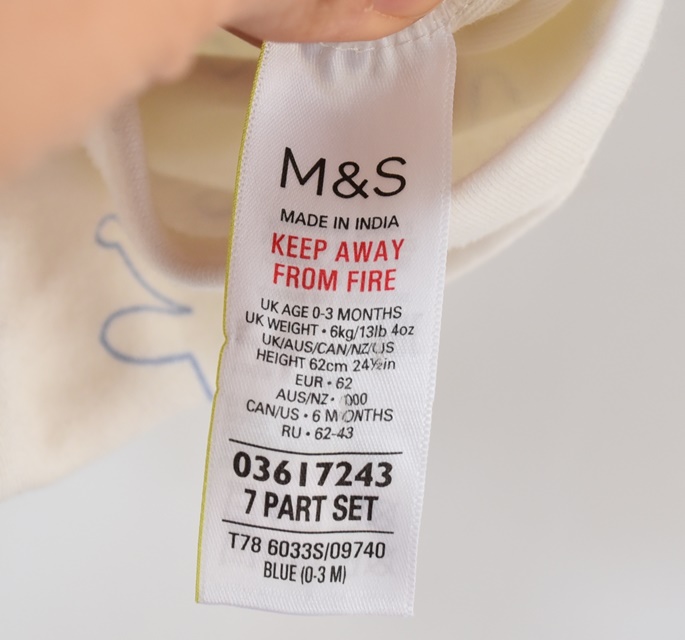 M&S
MADE IN INDIA
KEEP AWAY
FROM FIRE
UK AGE 0-3 MONTHS
UK WEIGHT • 6kg/13lb 4oz
UK/AUS/CAN/NZ/US
HEIGHT 62cm 24½in
EUR • 62
AUS/NZ • 000
CAN/US • 6 MONTHS
RU • 62-43
03617243
7 PART SET
T78 6033S/09740
BLUE (0-3 M)